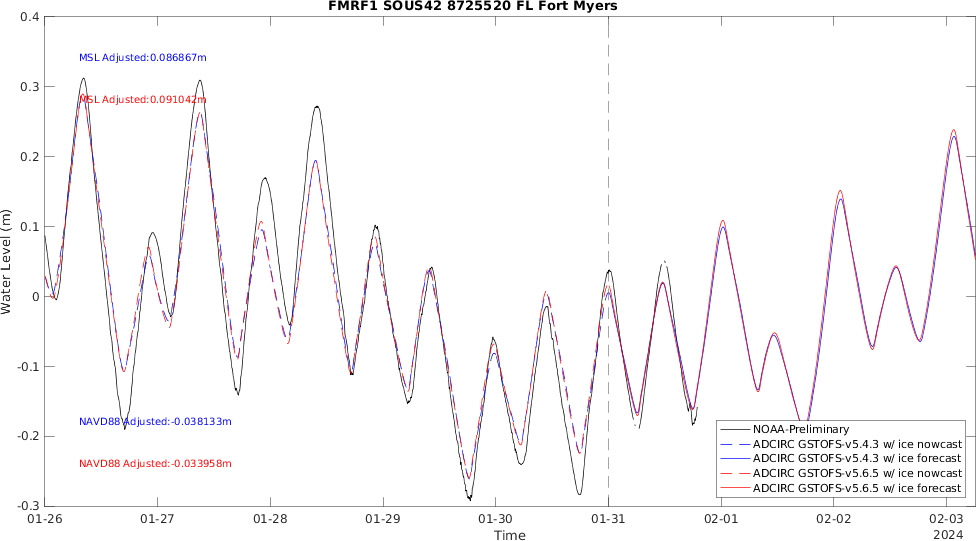 FMRF1 SOUS42 8725520 FL Fort Myers
0.4
0.3
0.2
0.1
0
-0.1
-0.2
-0.3
Water Level (m)
MSL Adjusted:0.086867m
MSL Adjusted:0.091042m
NAVD88 Adjusted:-0.038133m
NAVD88 Adjusted:-0.033958m
NOAA-Preliminary
ADCIRC GSTOFS-v5.4.3 w/ ice nowcast
ADCIRC GSTOFS-v5.4.3 w/ ice forecast
ADCIRC GSTOFS-v5.6.5 w/ ice nowcast
ADCIRC GSTOFS-v5.6.5 w/ ice forecast
01-26 01-27 01-28 01-29 01-30 01-31 02-01 02-02 02-03
Time
2024